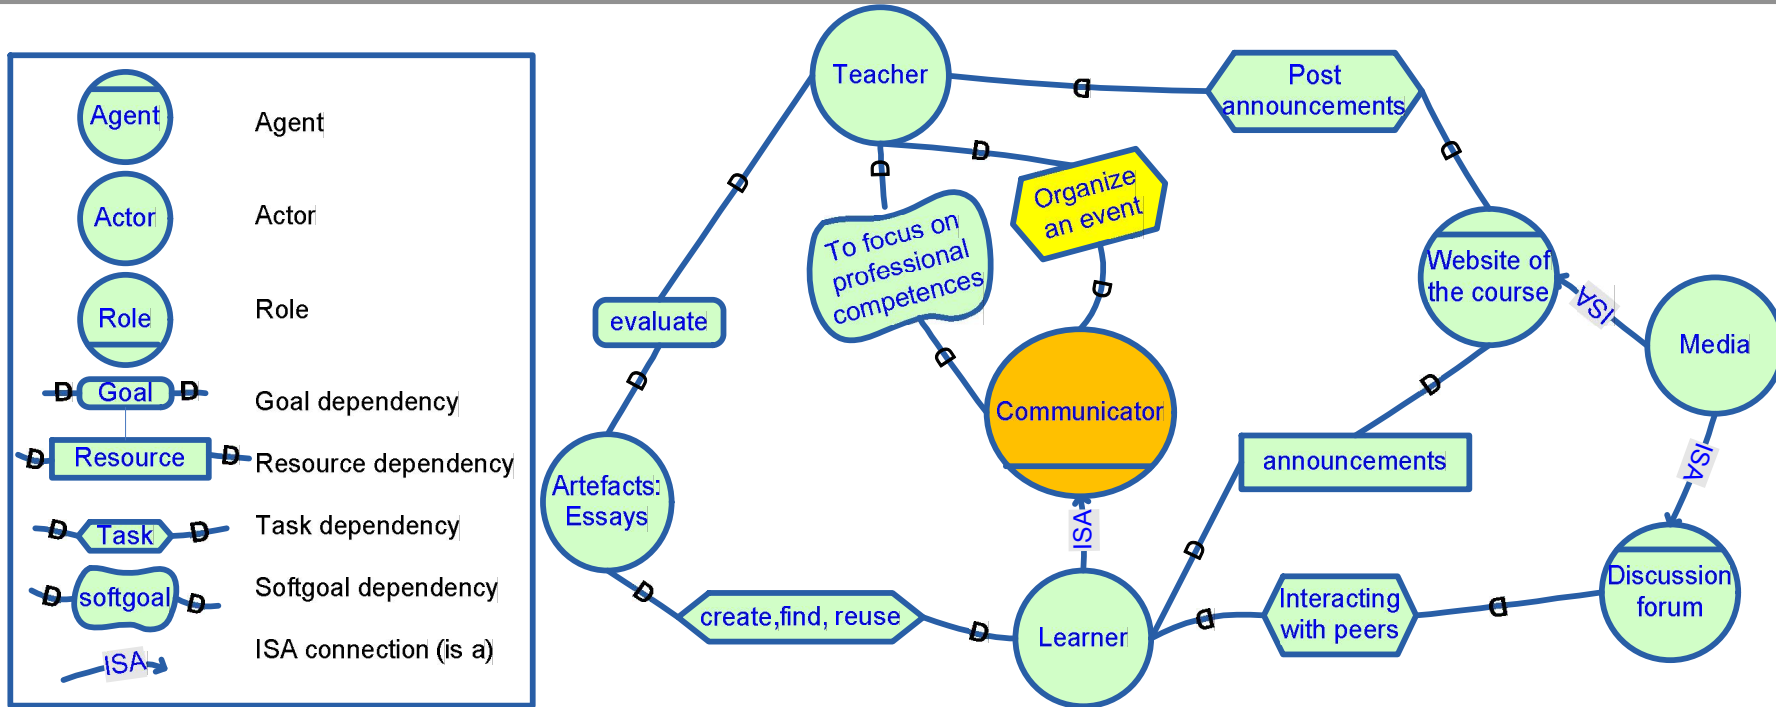 Agent
Agent
Actor
Actor
Role
Role
D Goal D
Goal dependency
D Resource D
Resource dependency
D Task D
Task dependency
D softgoal D
Softgoal dependency
ISA
ISA connection (is a)
Teacher
D
Post
announcements
D
D
D
D
Organize
an event
To focus on
professional
competences
D
D
evaluate
D
Website of
the course
ISA
Media
Communicator
D
announcements
ISA
Artefacts:
Essays
ISA
D
D
create,find, reuse
D
Learner
D
Interacting
with peers
D
Discussion
forum